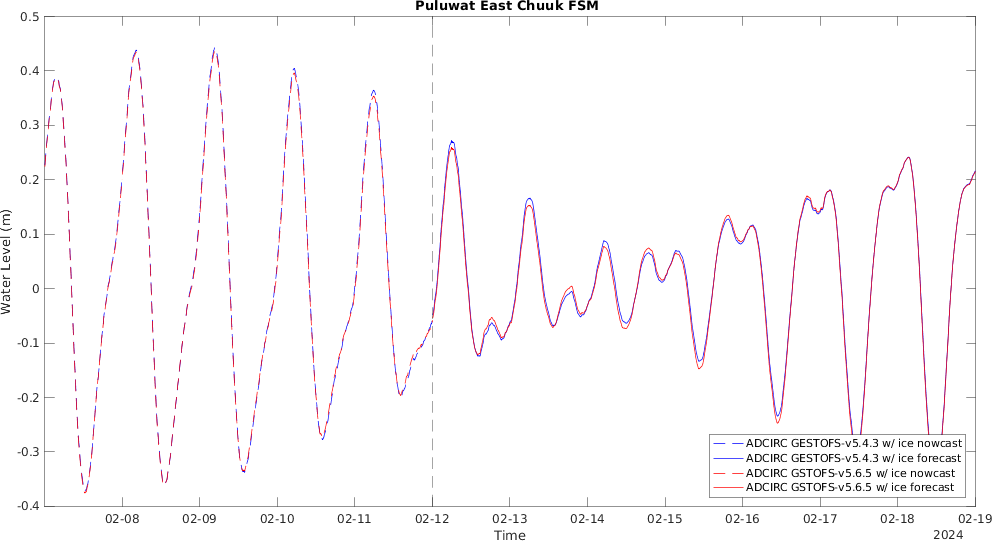 Puluwat East Chuuk FSM
0.5
0.4
0.3
0.2
0.1
0
-0.1
-0.2
-0.3
-0.4
Water Level (m)
ADCIRC GESTOFS-v5.4.3 w/ ice nowcast
ADCIRC GESTOFS-v5.4.3 w/ ice forecast
ADCIRC GSTOFS-v5.6.5 w/ ice nowcast
ADCIRC GSTOFS-v5.6.5 w/ ice forecast
02-08 02-09 02-10 02-11 02-12 02-13 02-14 02-15 02-16 02-17 02-18 02-19
Time
2024